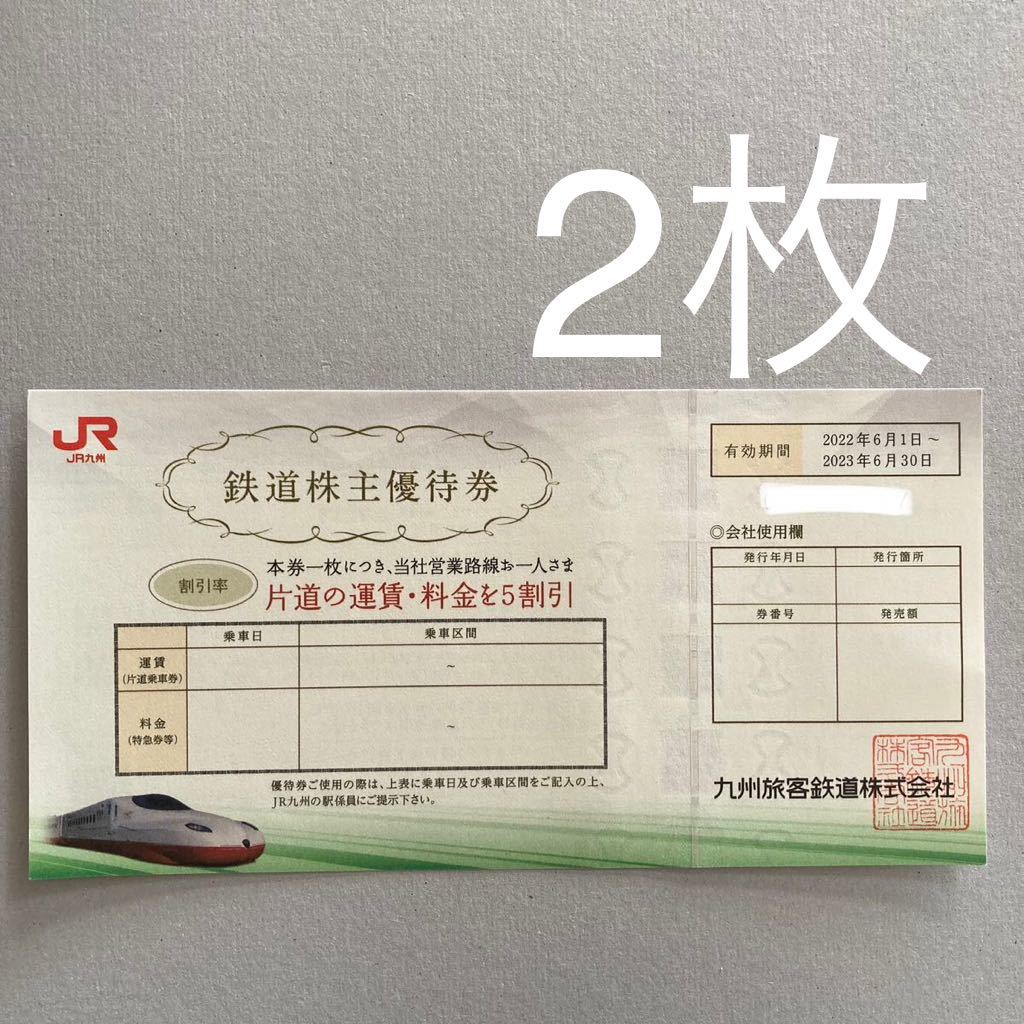 2枚
JR
JR九州
鉄道株主優待券
割引率
本券一枚につき、当社営業路線お一人さま
片道の運賃・料金を5割引
乗車日
乗車区間
運賃
(片道乗車券)
~
料金
(特急券等)
~
優待券ご使用の際は、上表に乗車日及び乗車区間をご記入の上、
JR九州の駅係員にご提示下さい。
有効期間
2022年6月1日~
2023年6月30日
◎会社使用欄
発行年月日
発行箇所
券番号
発売額
九州旅客鉄道株式会社